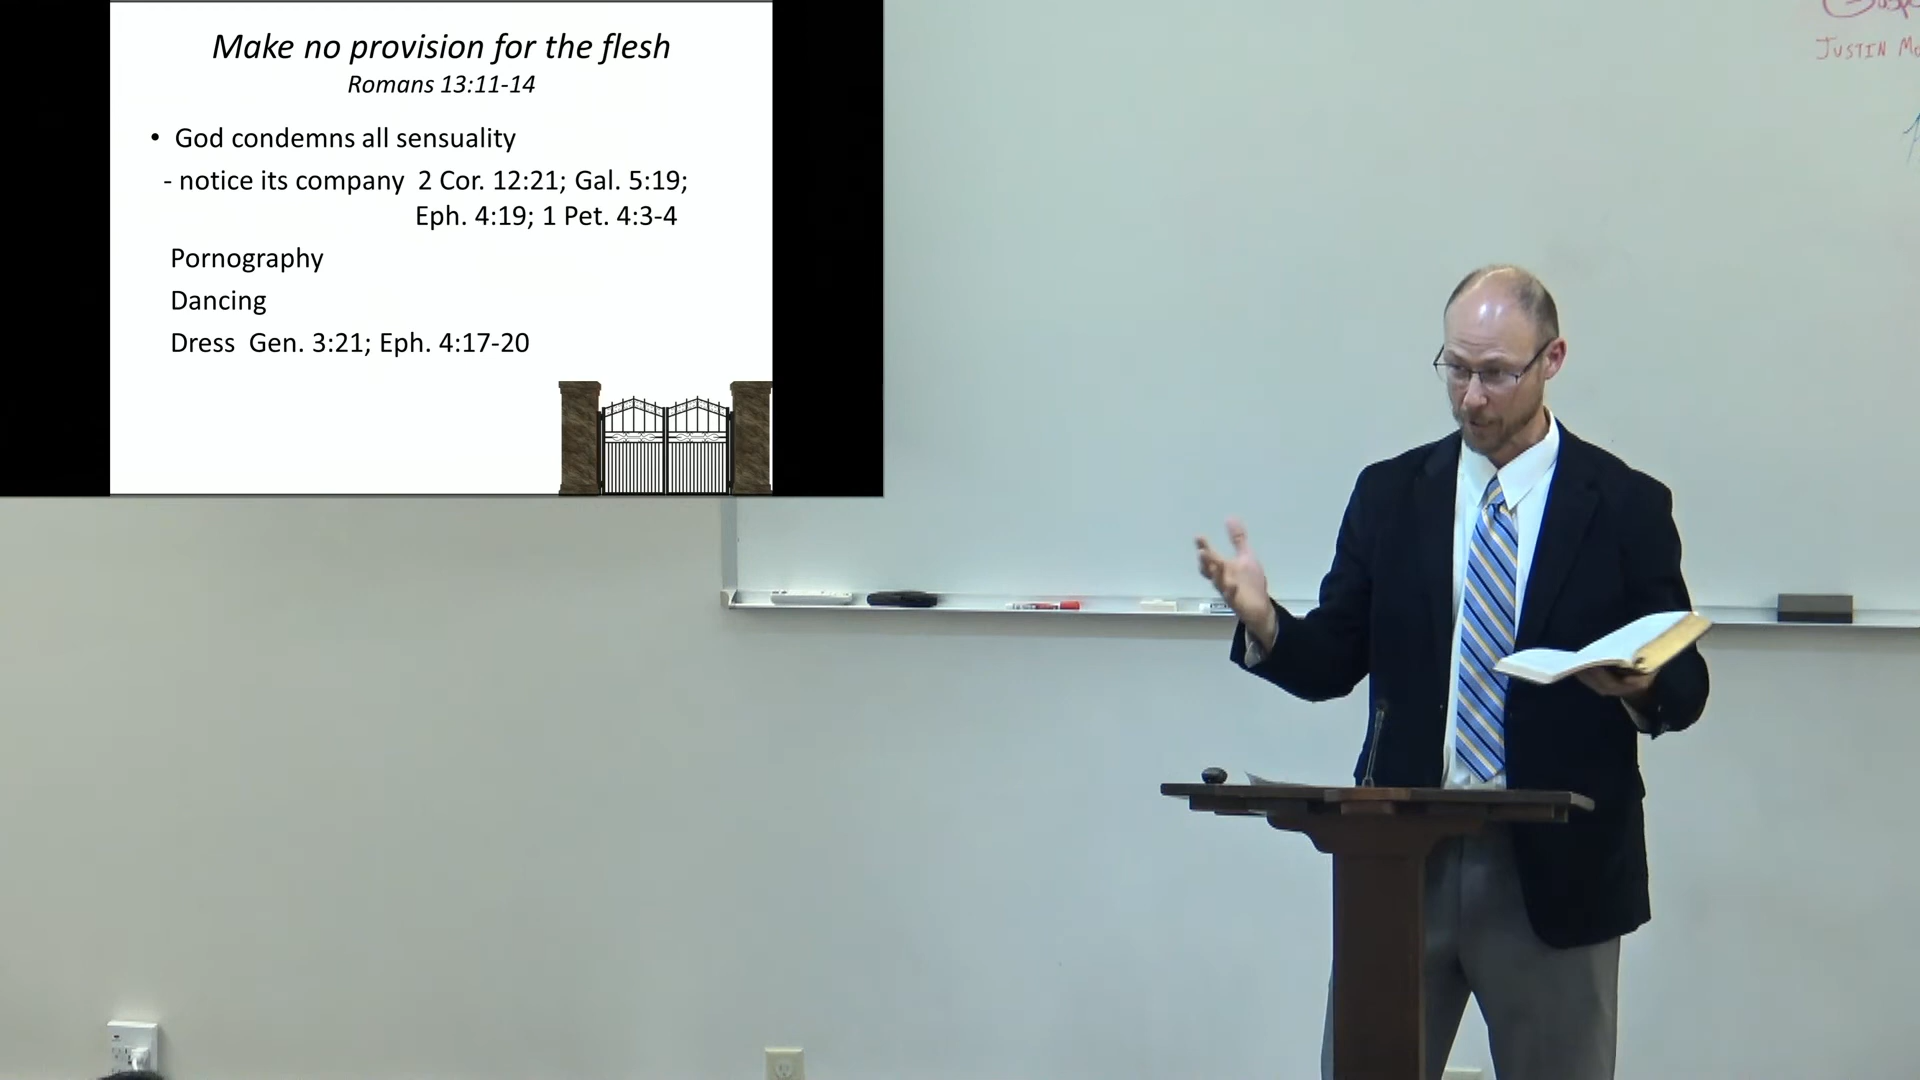 Make no provision for the flesh
Romans 13:11-14
• God condemns all sensuality
- notice its company 2 Cor. 12:21; Gal. 5:19;
Eph. 4:19; 1 Pet. 4:3-4
Pornography
Dancing
Dress Gen. 3:21; Eph. 4:17-20
JUSTIN